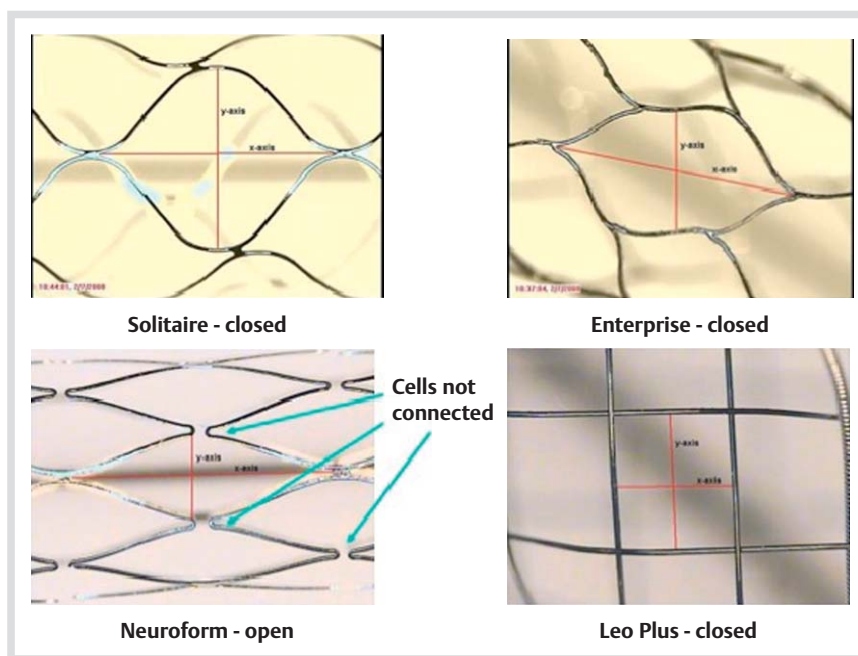 y-axis
x-axis
Solitaire - closed
y-axis
x-axis
Enterprise - closed
Cells not
connected
y-axis
x-axis
Neuroform - open
y-axis
x-axis
Leo Plus - closed